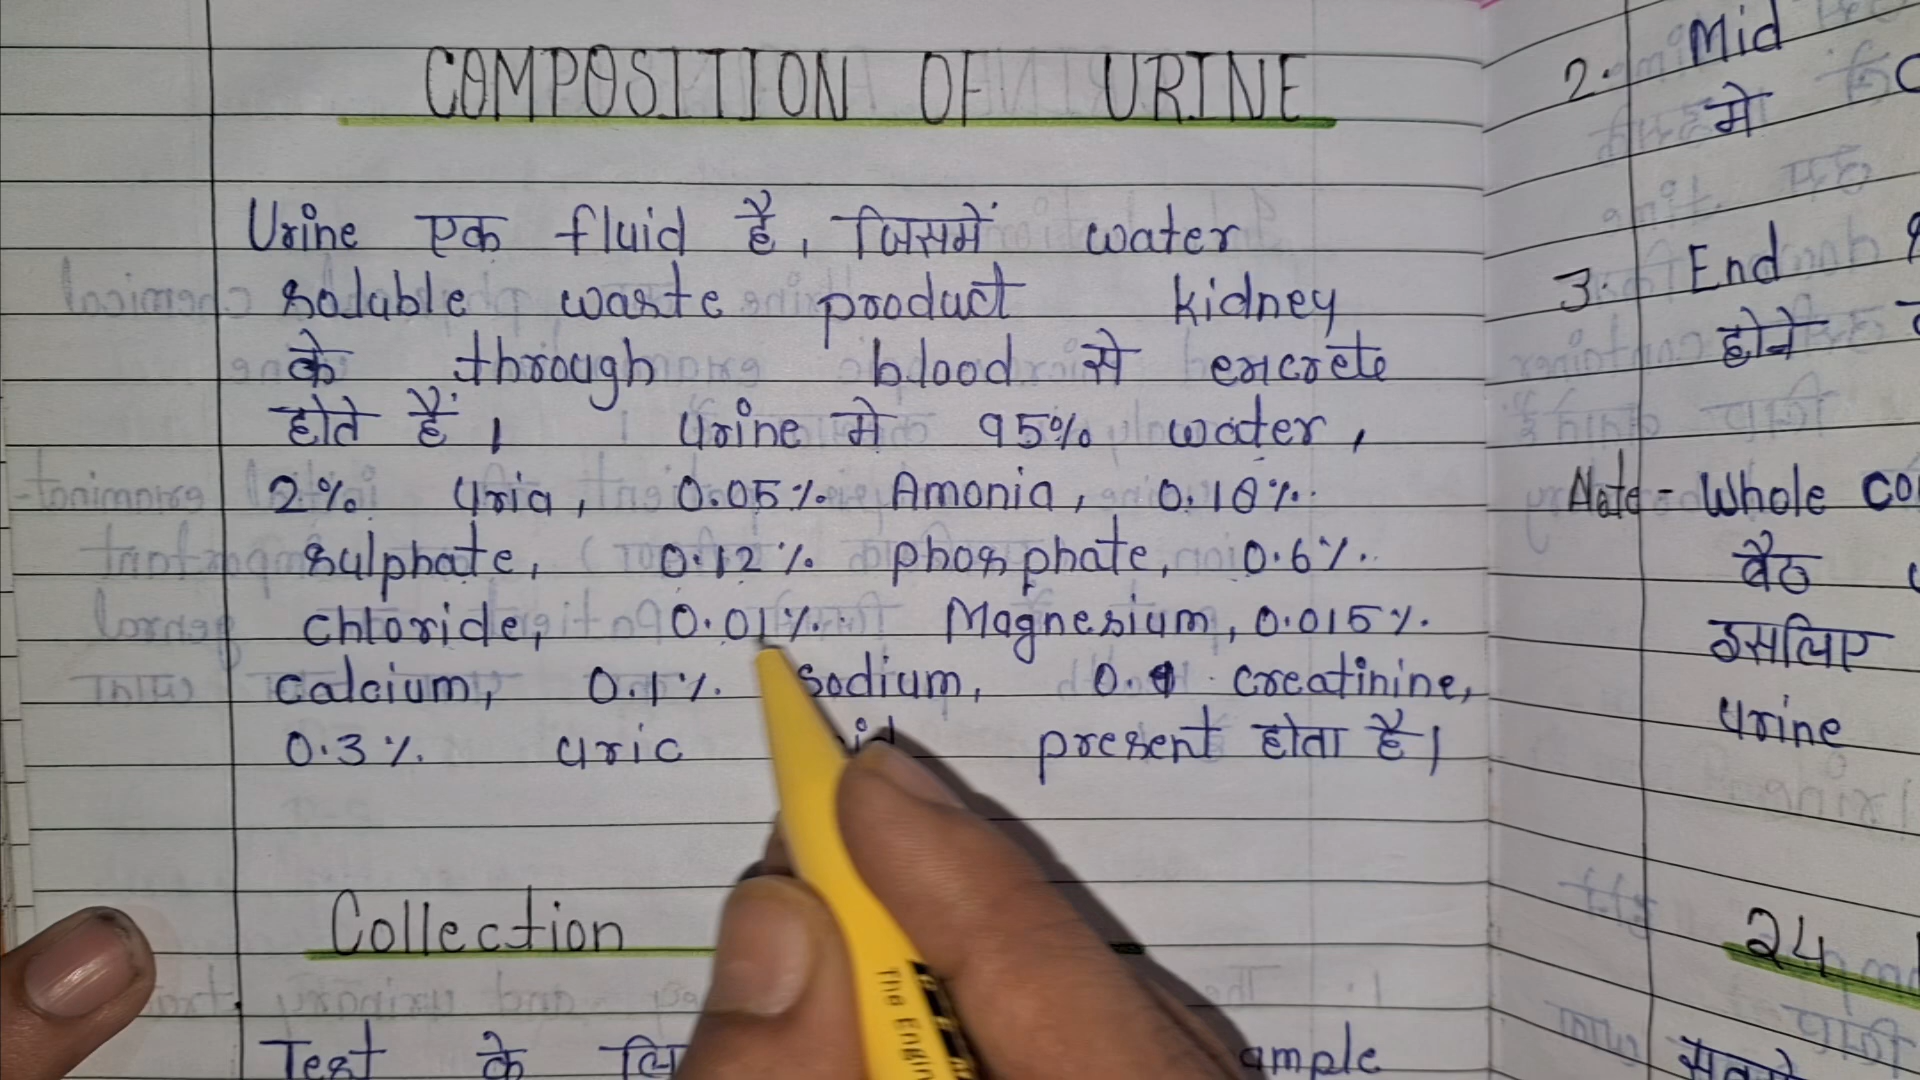 COMPOSITION OF URINE
Urine एक fluid है, जिसमें water
soluble waste product kidney
के through blood से excrete
होते हैं। Urine मे 95% water,
2% Uria, 0.05% Amonia, 0.18%
sulphate, 0.12% phosphate, 0.6%
chloride, 0.01% Magnesium, 0.015%
calcium, 0.1% sodium, 0.1 creatinine,
0.3% uric present होता है।
Collection
Test के
2. Mid
मे
3. End
होने
Note - Whole
बैठ
इसलिए
Urine
24